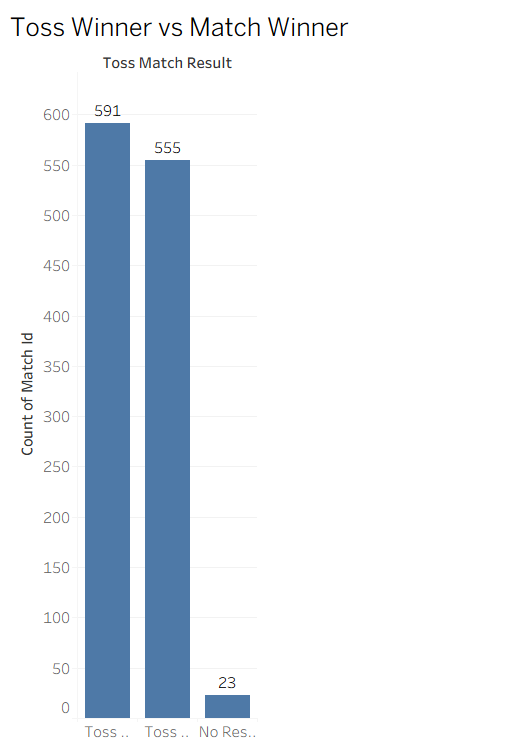 Toss Winner vs Match Winner
Toss Match Result
600
550
500
450
400
350
300
250
200
150
100
50
0
Count of Match Id
591
555
23
Toss ..
Toss ..
No Res..